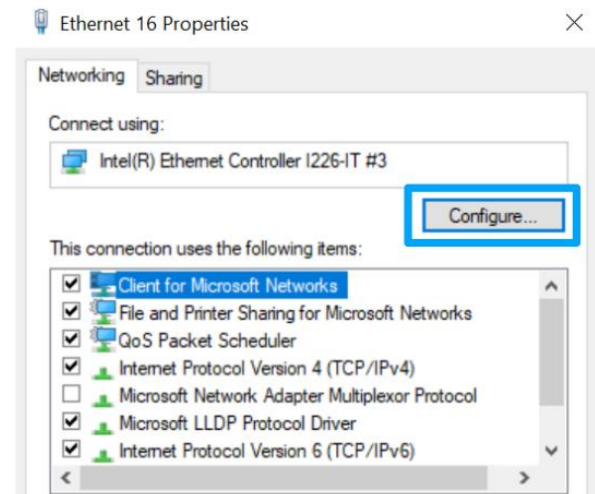 Ethernet 16 Properties
Networking Sharing
Connect using:
Intel(R) Ethernet Controller I226-IT #3
Configure...
This connection uses the following items:
Client for Microsoft Networks
File and Printer Sharing for Microsoft Networks
QoS Packet Scheduler
Internet Protocol Version 4 (TCP/IPv4)
Microsoft Network Adapter Multiplexor Protocol
Microsoft LLDP Protocol Driver
Internet Protocol Version 6 (TCP/IPv6)